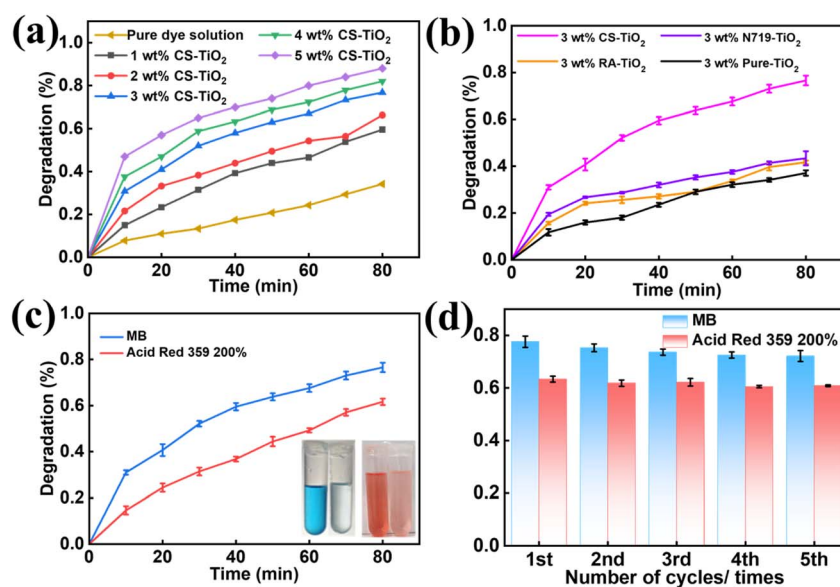 (a)
Pure dye solution
1 wt% CS-TiO₂
2 wt% CS-TiO₂
3 wt% CS-TiO₂
4 wt% CS-TiO₂
5 wt% CS-TiO₂
Degradation (%)
1.0
0.8
0.6
0.4
0.2
0.0
0 20 40 60 80
Time (min)
(b)
3 wt% CS-TiO₂
3 wt% RA-TiO₂
3 wt% N719-TiO₂
3 wt% Pure-TiO₂
Degradation (%)
1.0
0.8
0.6
0.4
0.2
0.0
0 20 40 60 80
Time (min)
(c)
MB
Acid Red 359 200%
Degradation (%)
1.0
0.8
0.6
0.4
0.2
0.0
0 20 40 60 80
Time (min)
(d)
MB
Acid Red 359 200%
Degradation (%)
0.8
0.6
0.4
0.2
0.0
1st 2nd 3rd 4th 5th
Number of cycles/ times